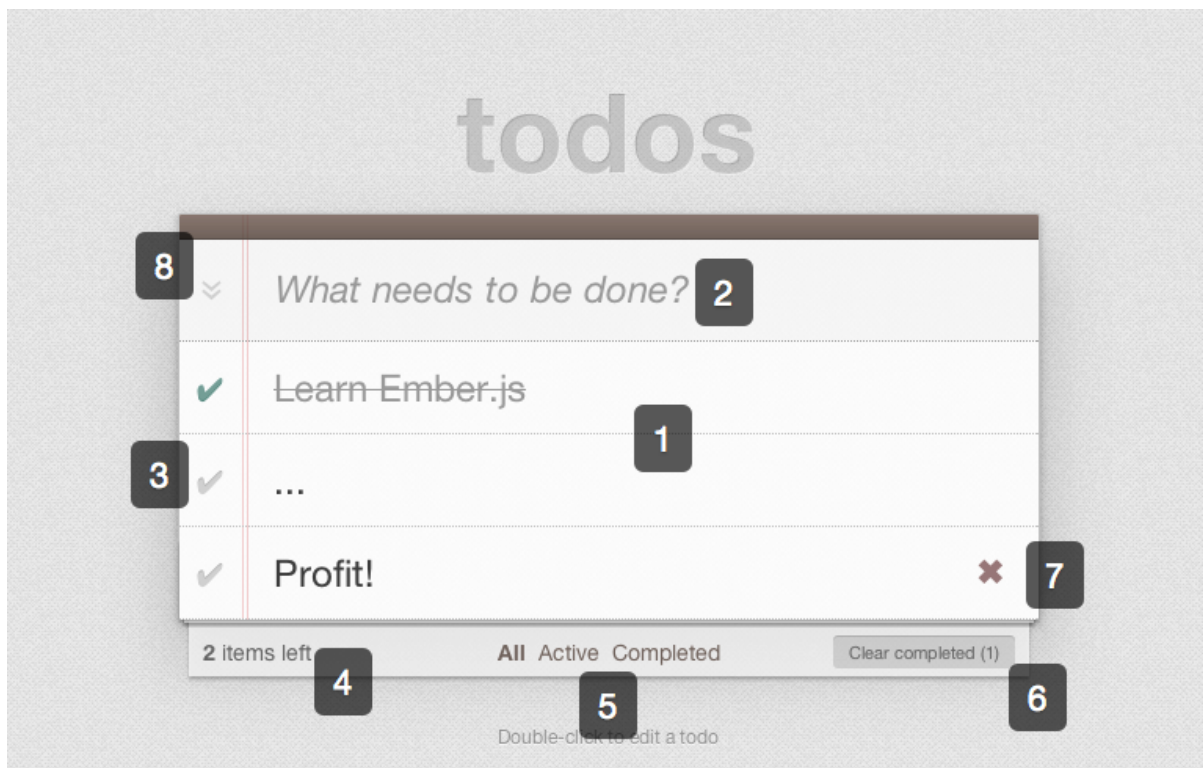 todos
8
What needs to be done? 2
✔ Learn Ember.js
1
3
✔ ...
✔ Profit! ✖ 7
2 items left All Active Completed Clear completed (1)
4 5 6
Double-click to edit a todo